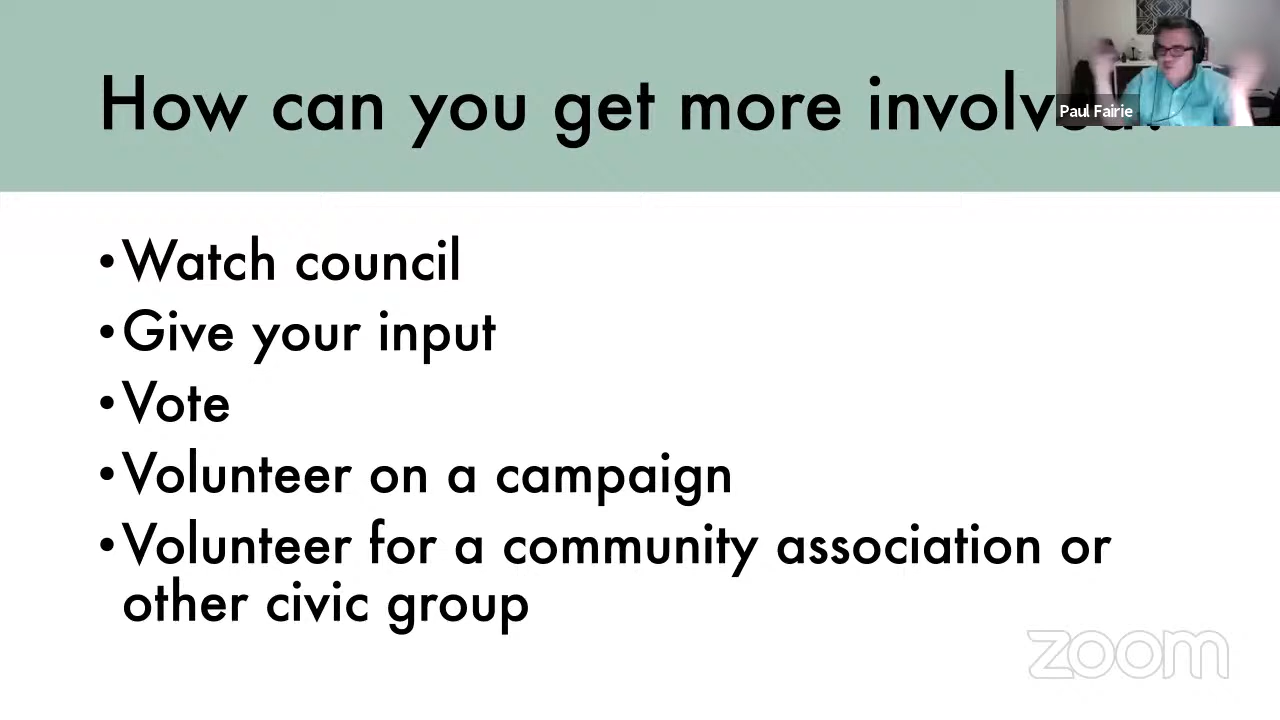 How can you get more involved?
Paul Fairie
• Watch council
• Give your input
• Vote
• Volunteer on a campaign
• Volunteer for a community association or
other civic group
zoom